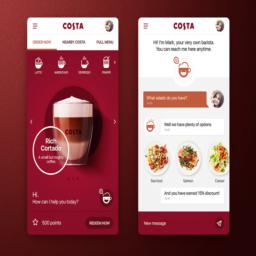 COSTA
ORDER NOW
NEARBY COSTA
FULL MENU
LATTE
AMERICANO
ESPRESSO
FRAPPE
COSTA
Rich
Cortado
A small but mighty
coffee.
Hi.
How can I help you today?
500 points
REDEEM NOW
COSTA
Hi! I'm Mark, your very own barista.
You can reach me here anytime.
What salads do you have?
Well we have plenty of options
Salmon
Caesar
And you have earned 15% discount!
New message